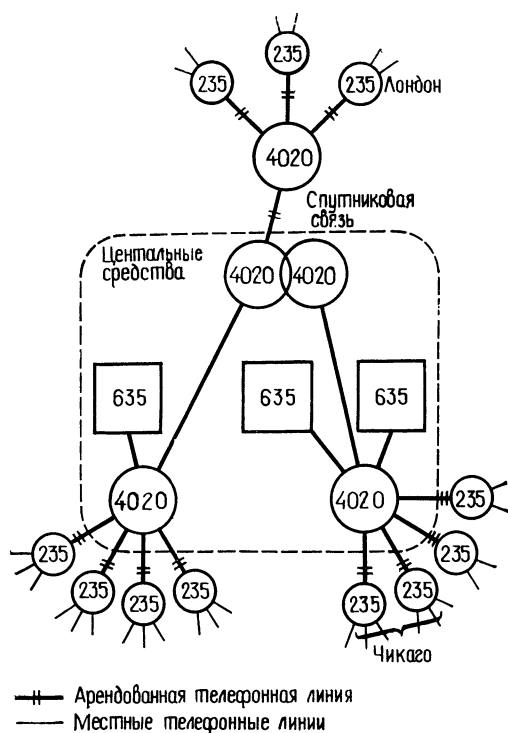 235
235
235
Лондон
4020
Спутниковая
связь
Центальные
средства
4020
4020
635
635
635
4020
4020
235
235
235
235
235
235
235
235
Чикаго
Арендованная телефонная линия
Местные телефонные линии